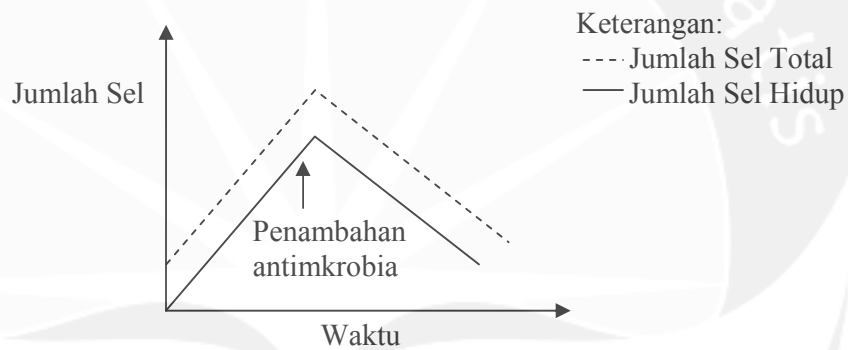 Keterangan:
Jumlah Sel Total
Jumlah Sel Hidup
Jumlah Sel
Penambahan
antimkrobia
Waktu